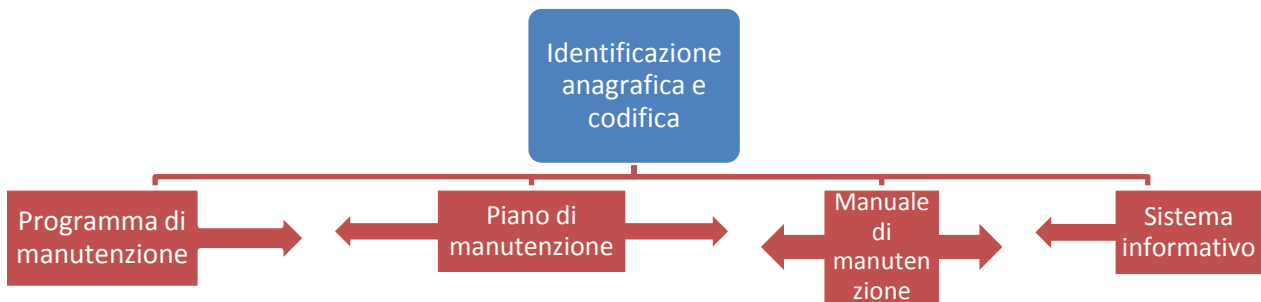 Identificazione
anagrafica e
codifica
Programma di
manutenzione
Piano di
manutenzione
Manuale
di
manuten
zione
Sistema
informativo